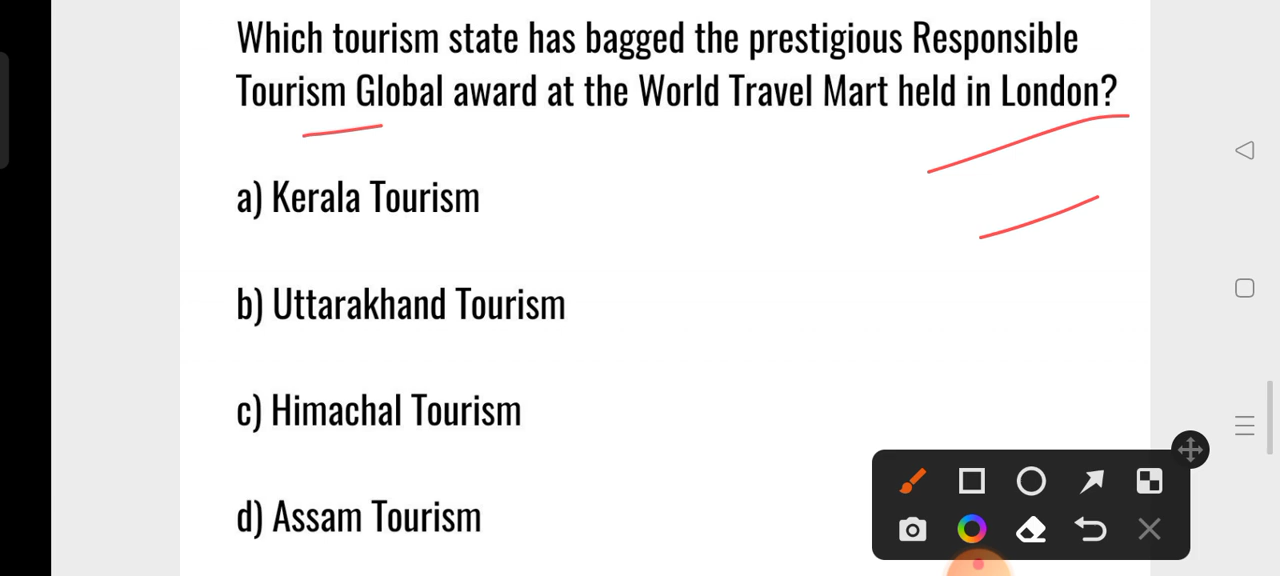 Which tourism state has bagged the prestigious Responsible
Tourism Global award at the World Travel Mart held in London?
a) Kerala Tourism
b) Uttarakhand Tourism
c) Himachal Tourism
d) Assam Tourism